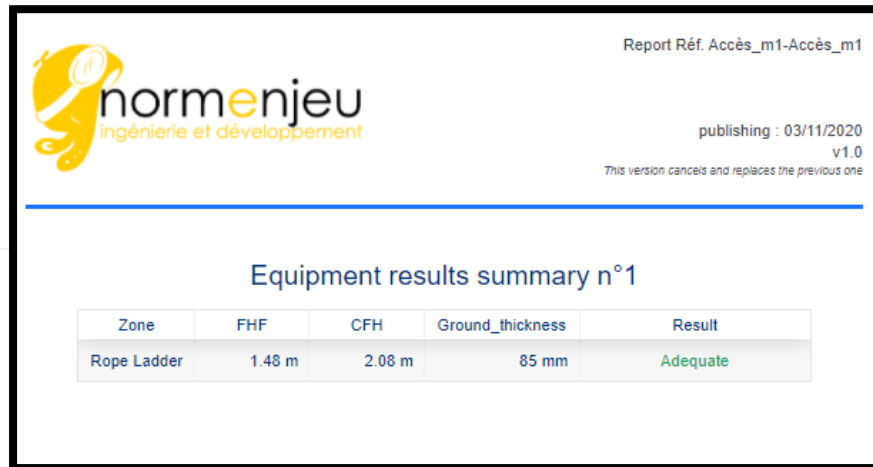 Report Réf. Accès_m1-Accès_m1
normenjeu
ingénierie et développement
publishing : 03/11/2020
v1.0
This version cancels and replaces the previous one
Equipment results summary n°1
Zone FHF CFH Ground_thickness Result
Rope Ladder 1.48 m 2.08 m 85 mm Adequate